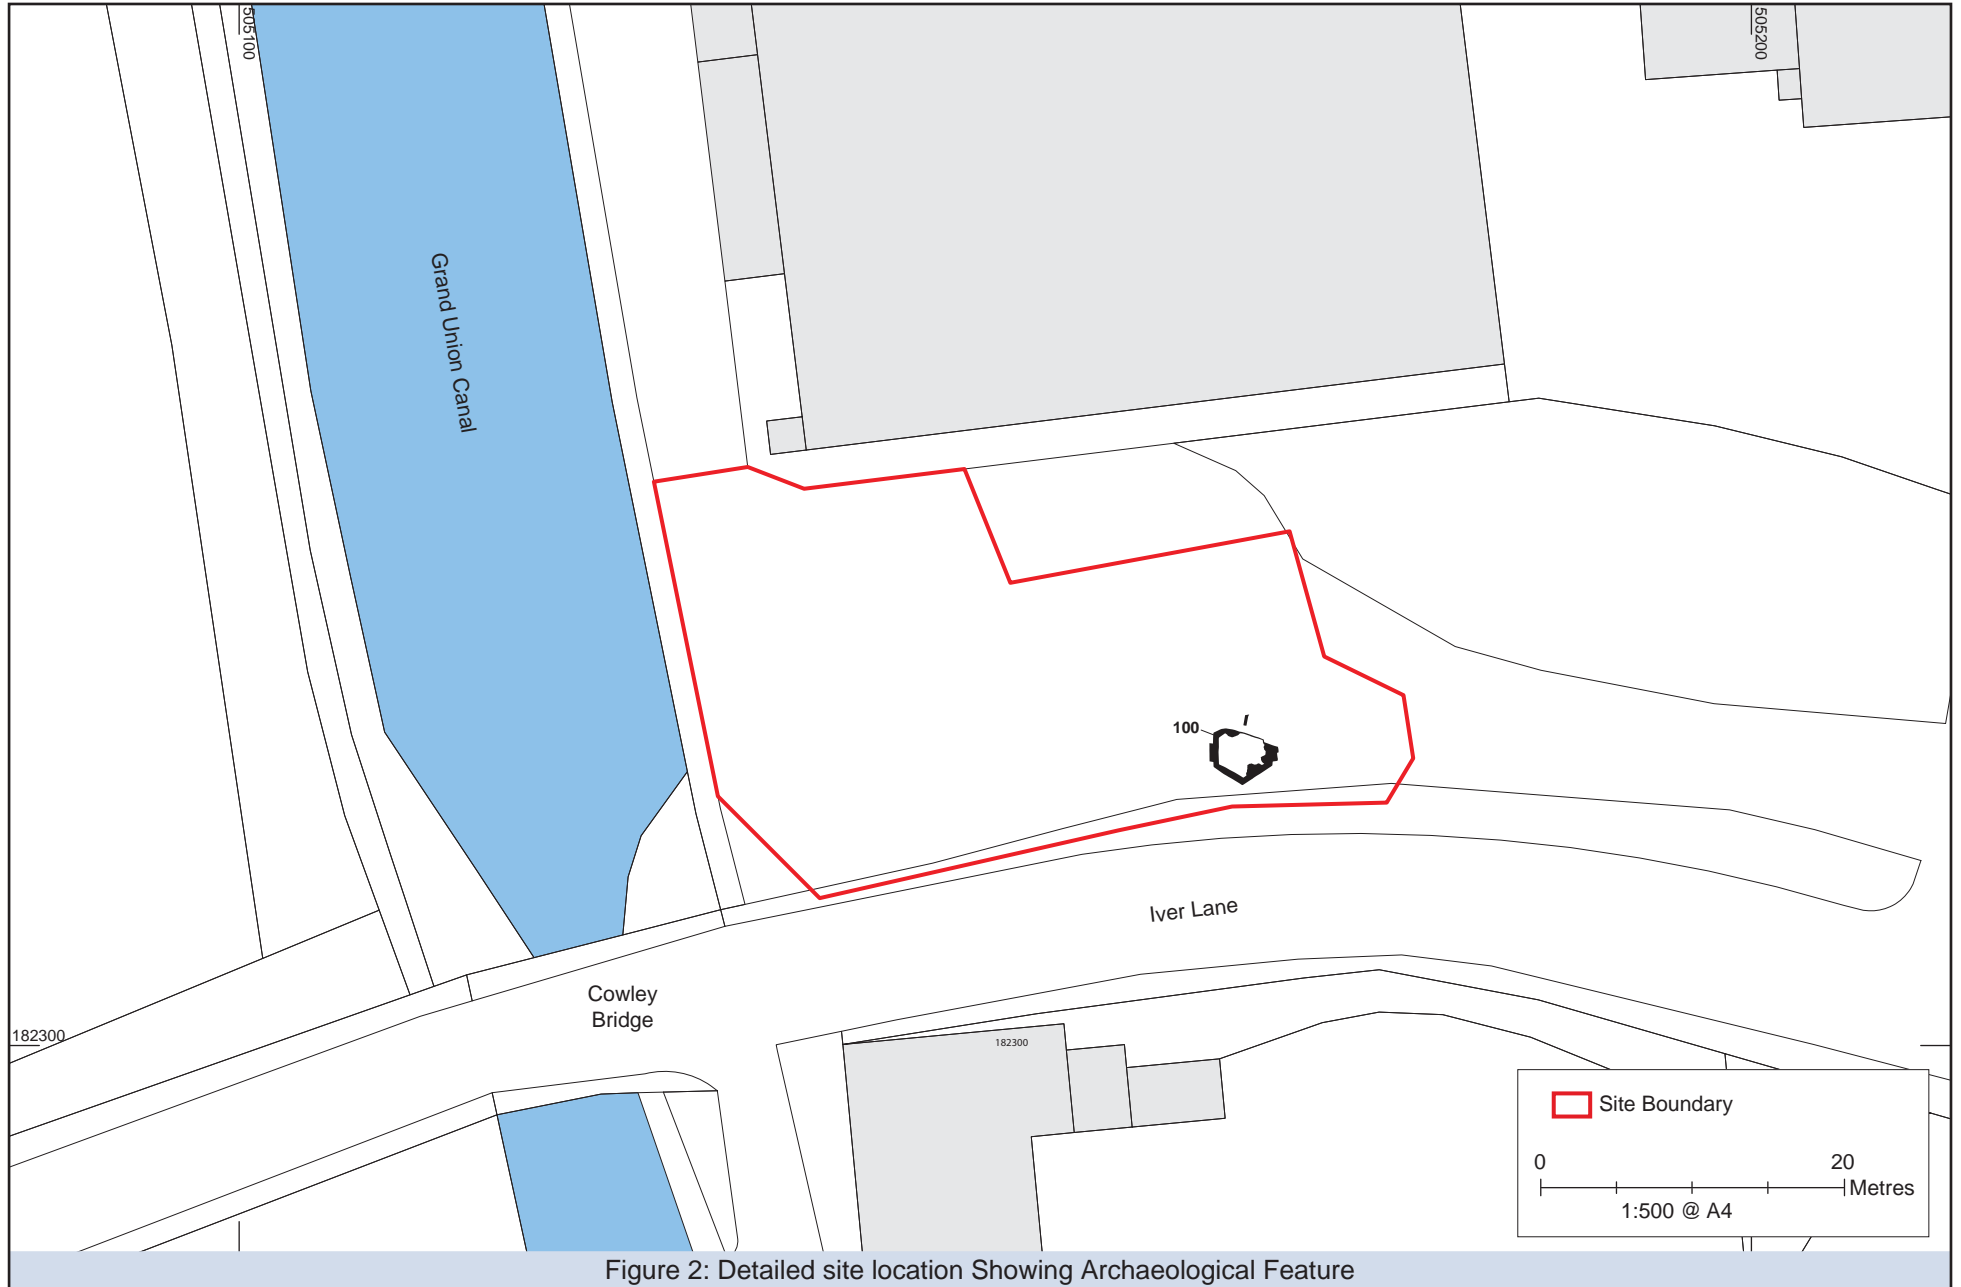 505100
505200
Grand Union Canal
100
Iver Lane
Cowley
Bridge
182300
182300
Site Boundary
0 20
Metres
1:500 @ A4
Figure 2: Detailed site location Showing Archaeological Feature